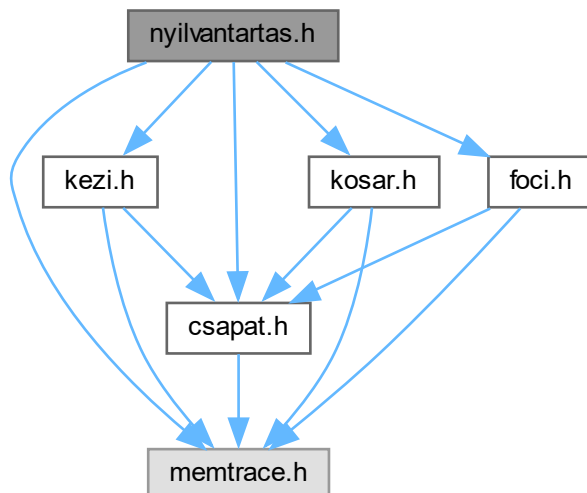 nyilvantartas.h
kezi.h
kosar.h
foci.h
csapat.h
memtrace.h